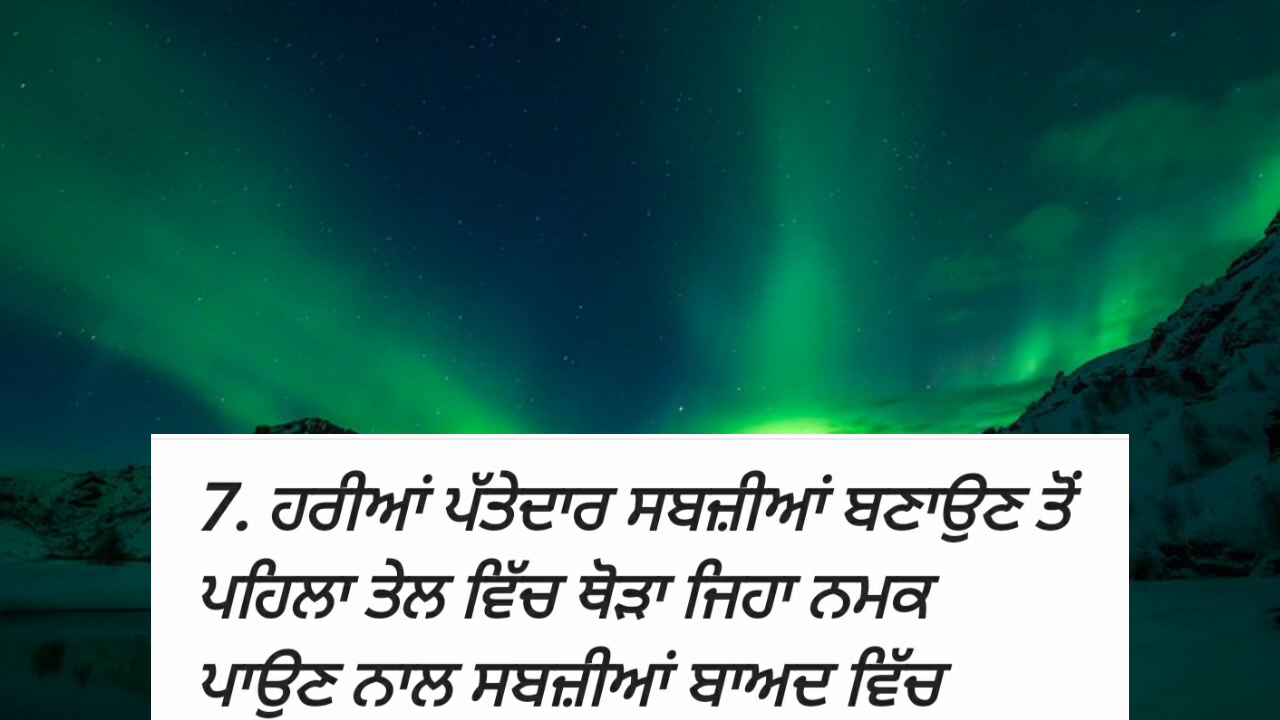 7. ਹਰੀਆਂ ਪੱਤੇਦਾਰ ਸਬਜ਼ੀਆਂ ਬਣਾਉਣ ਤੋਂ
ਪਹਿਲਾ ਤੇਲ ਵਿੱਚ ਥੋੜਾ ਜਿਹਾ ਨਮਕ
ਪਾਉਣ ਨਾਲ ਸਬਜ਼ੀਆਂ ਬਾਅਦ ਵਿੱਚ